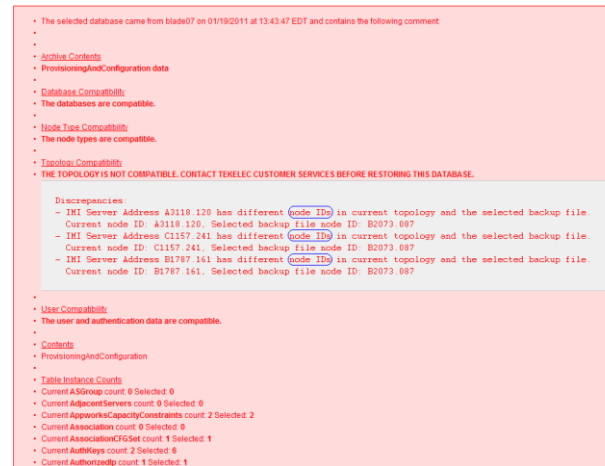 • The selected database came from blade07 on 01/19/2011 at 13:43:47 EDT and contains the following comment:
•
•
• Archive Contents
• ProvisioningAndConfiguration data
•
• Database Compatibility
• The databases are compatible.
•
• Node Type Compatibility
• The node types are compatible.
•
• Topology Compatibility
• THE TOPOLOGY IS NOT COMPATIBLE. CONTACT TEKELEC CUSTOMER SERVICES BEFORE RESTORING THIS DATABASE.
Discrepancies:
- IMI Server Address A3118.120 has different node IDs in current topology and the selected backup file.
Current node ID: A3118.120, Selected backup file node ID: B2073.087
- IMI Server Address C1157.241 has different node IDs in current topology and the selected backup file.
Current node ID: C1157.241, Selected backup file node ID: B2073.087
- IMI Server Address B1787.161 has different node IDs in current topology and the selected backup file.
Current node ID: B1787.161, Selected backup file node ID: B2073.087
•
• User Compatibility
• The user and authentication data are compatible.
•
• Contents
• ProvisioningAndConfiguration
•
• Table Instance Counts
• Current ASGroup count: 0 Selected: 0
• Current AdjacentServers count: 0 Selected: 0
• Current AppworksCapacityConstraints count: 2 Selected: 2
• Current Association count: 0 Selected: 0
• Current AssociationCFGSet count: 1 Selected: 1
• Current AuthKeys count: 2 Selected: 6
• Current AuthorizedIp count: 1 Selected: 1